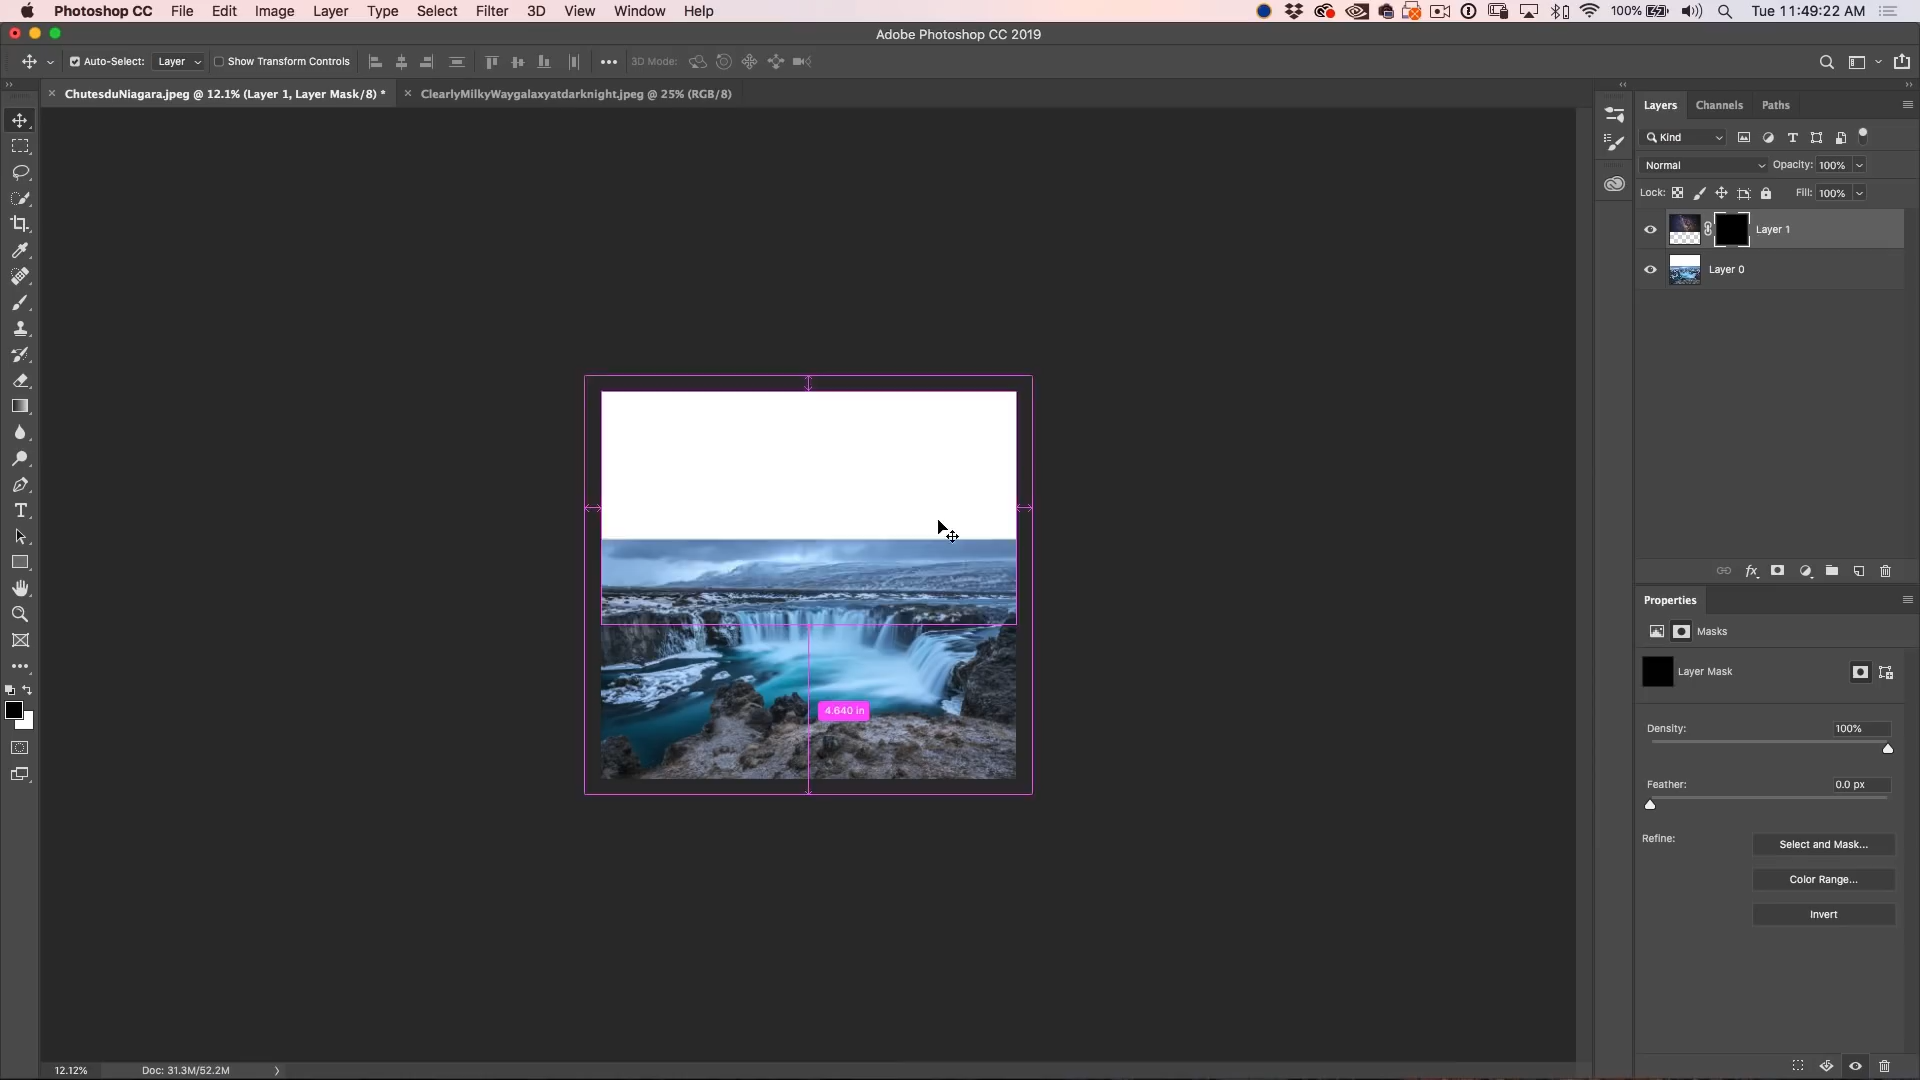 Photoshop CC File Edit Image Layer Type Select Filter 3D View Window Help 100% Tue 11:49:22 AM
Adobe Photoshop CC 2019
Auto-Select: Layer Show Transform Controls 3D Mode:
ChutesduNiagara.jpeg @ 12.1% (Layer 1, Layer Mask/8) * ClearlyMilkyWaygalaxyatdarknight.jpeg @ 25% (RGB/8)
Layers Channels Paths
Kind
Normal Opacity: 100%
Lock: Fill: 100%
Layer 1
Layer 0
4.640 in
Properties
Masks
Layer Mask
Density: 100%
Feather: 0.0 px
Refine: Select and Mask...
Color Range...
Invert
12.12% Doc: 31.3M/52.2M